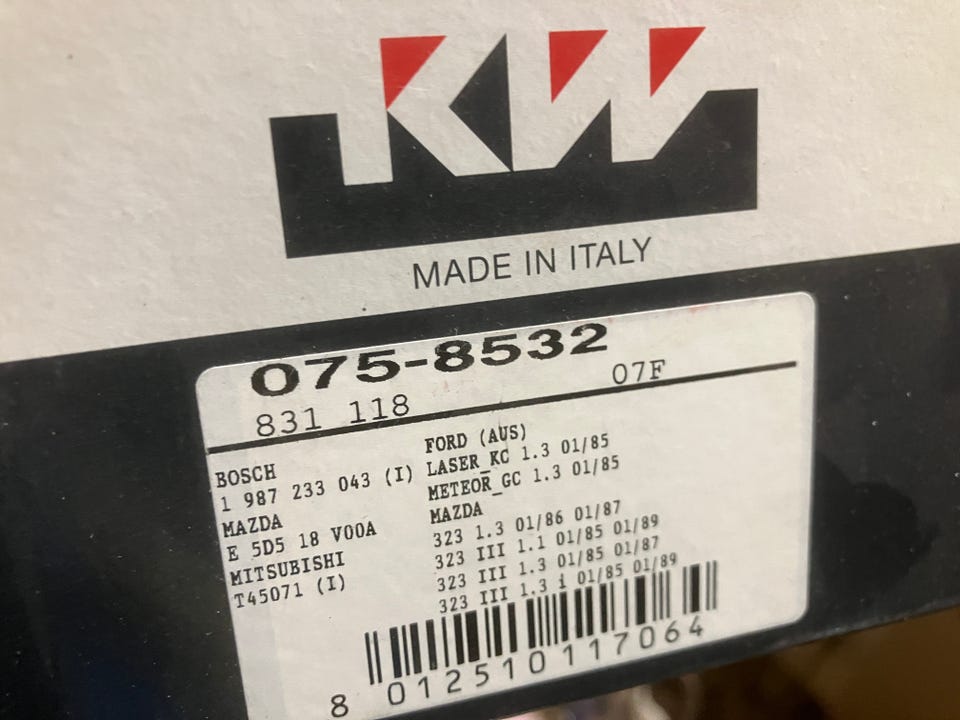 KW
MADE IN ITALY
075-8532
831 118
07F
BOSCH
1 987 233 043 (I)
MAZDA
E 5D5 18 V00A
MITSUBISHI
T45071 (I)
FORD (AUS)
LASER_KC 1.3 01/85
METEOR_GC 1.3 01/85
MAZDA
323 1.3 01/86 01/87
323 III 1.1 01/85 01/89
323 III 1.3 01/85 01/87
323 III 1.3 i 01/85 01/89
8 012510 117064